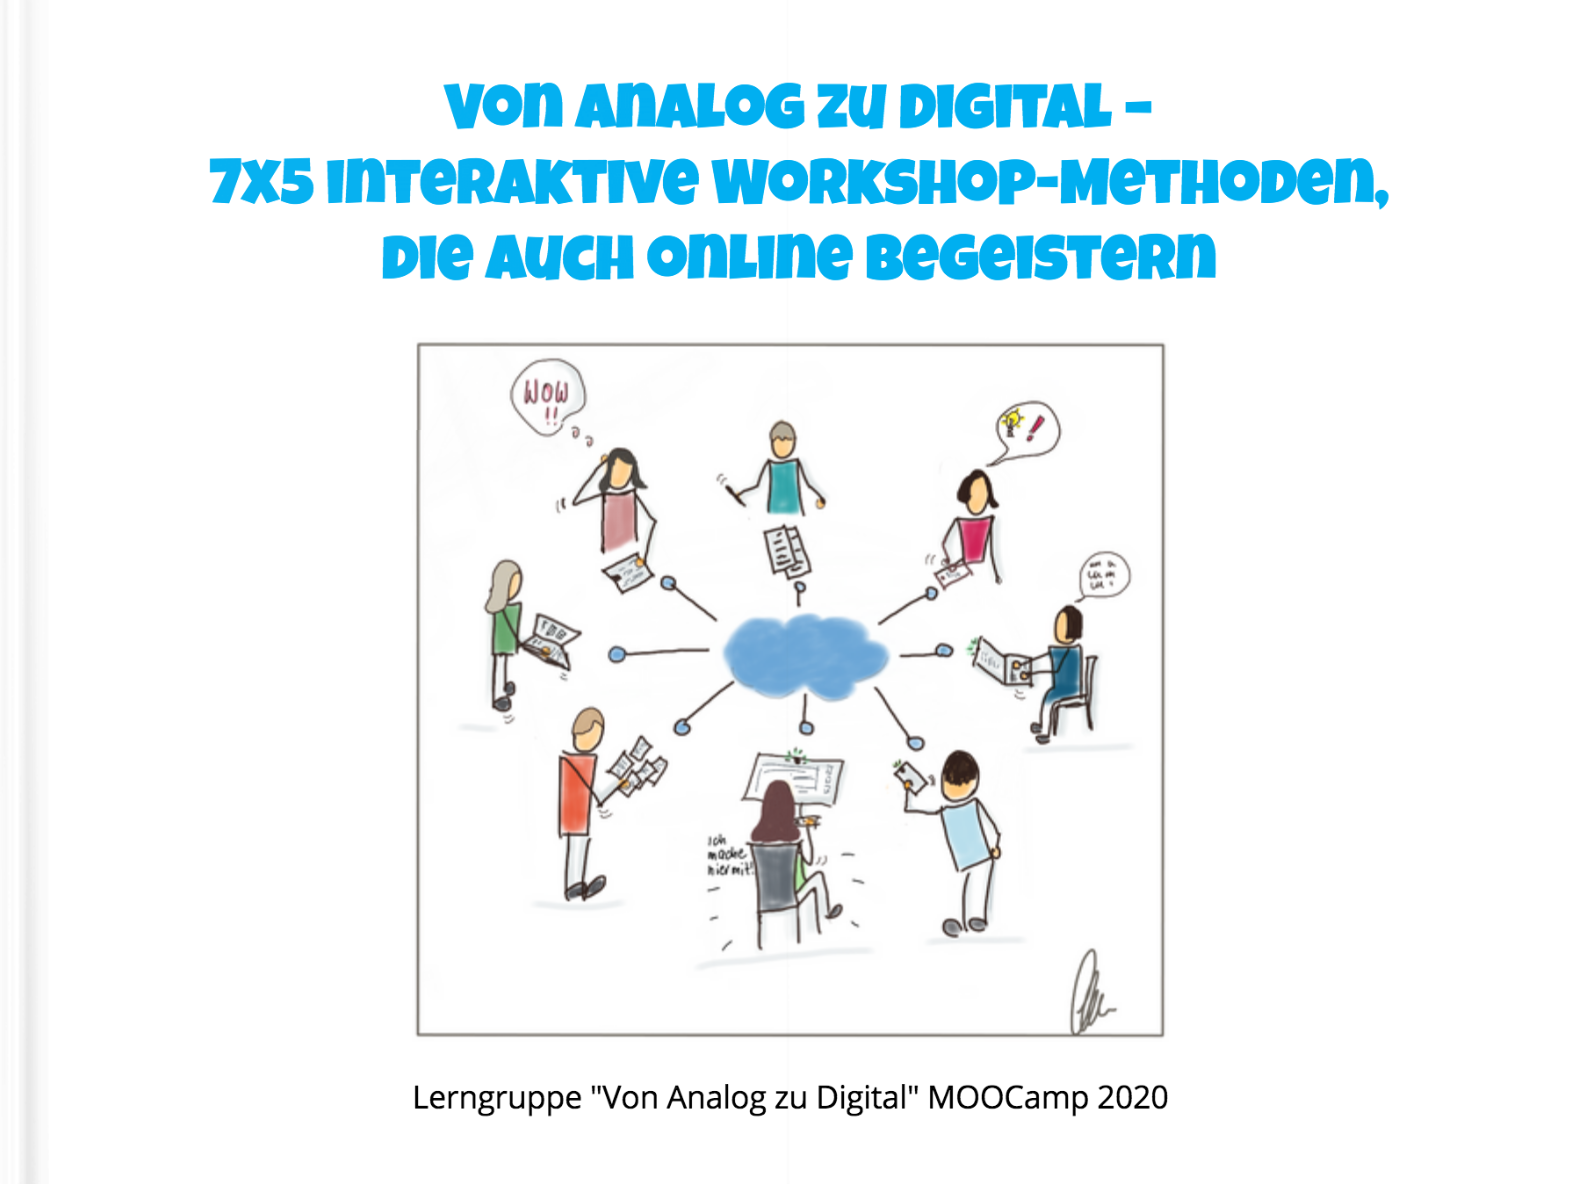 Von Analog zu Digital –
7x5 interaktive Workshop-Methoden,
die auch online begeistern
WOW
!!
!
Ich
mache
hier mit!
Lerngruppe "Von Analog zu Digital" MOOCamp 2020